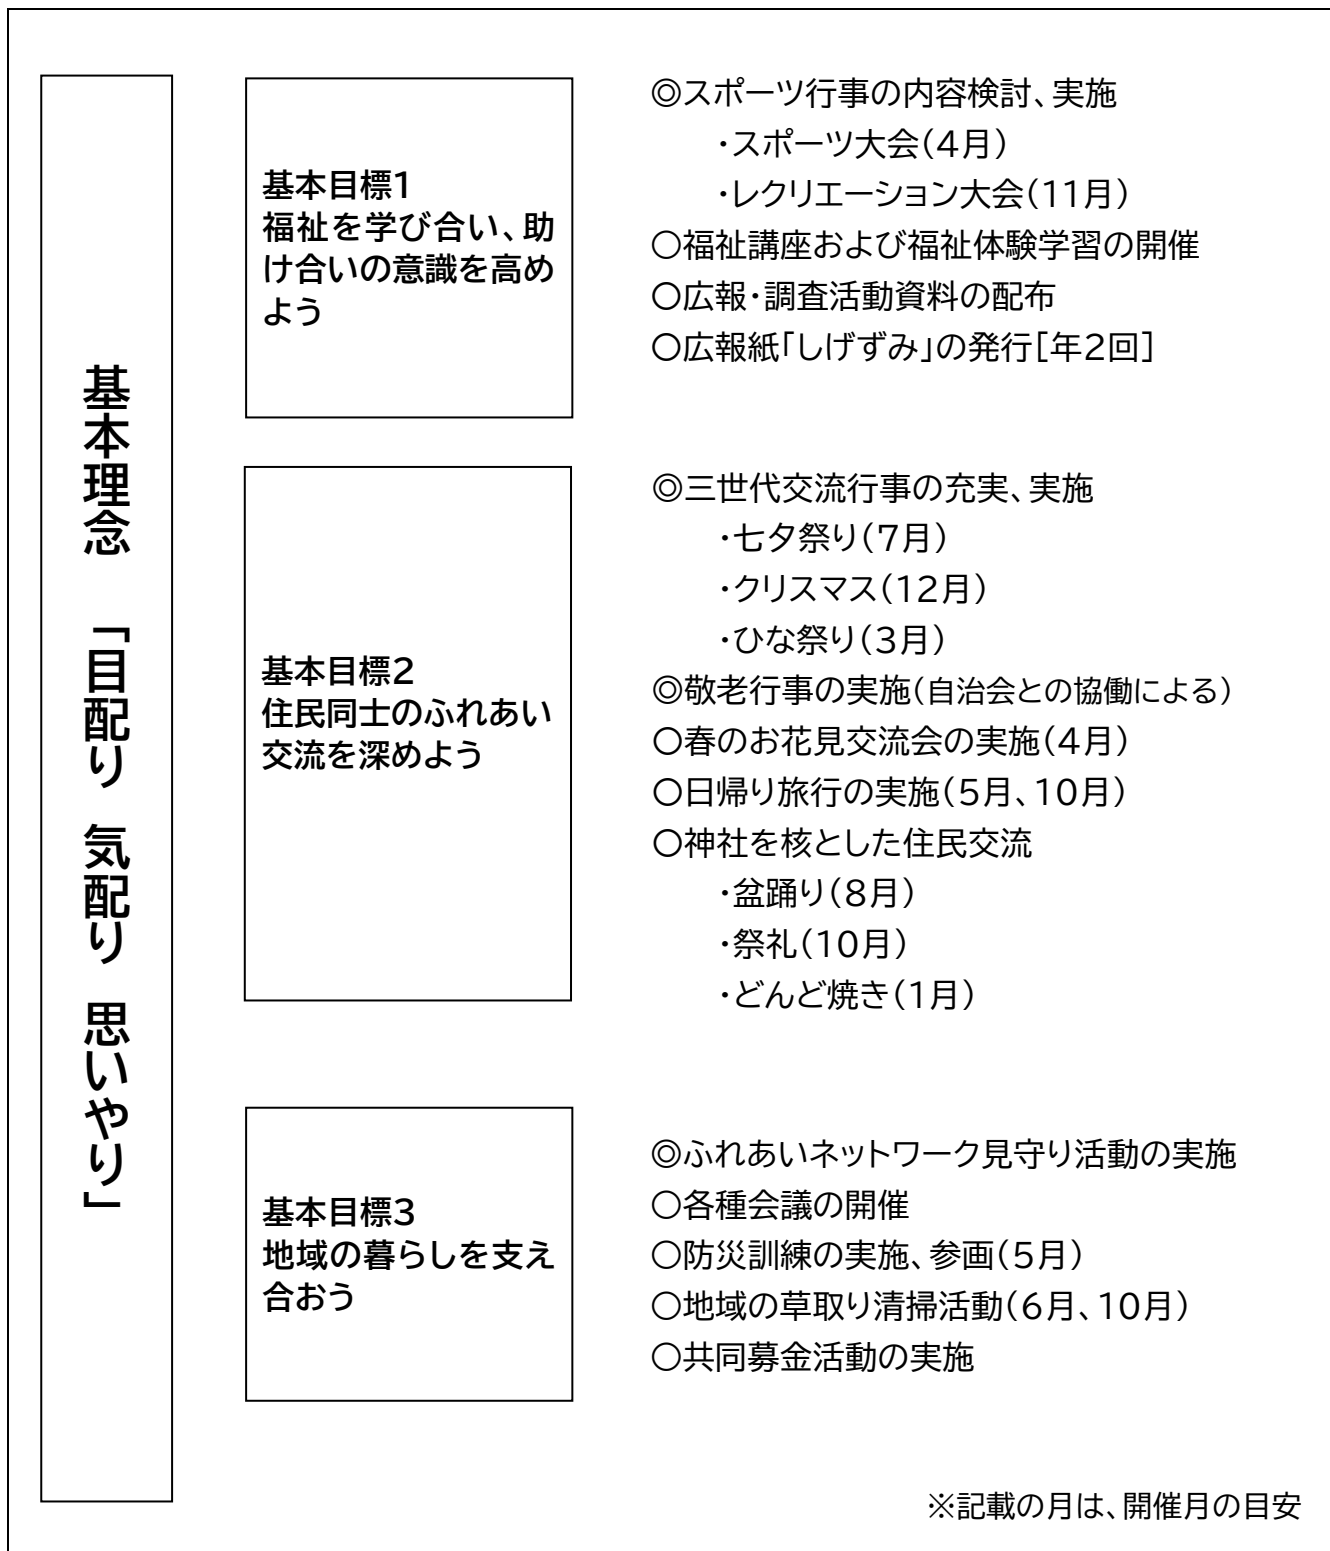 基本理念 「目配り 気配り 思いやり」
基本目標1
福祉を学び合い、助
け合いの意識を高め
よう
◎スポーツ行事の内容検討、実施
・スポーツ大会(4月)
・レクリエーション大会(11月)
○福祉講座および福祉体験学習の開催
○広報・調査活動資料の配布
○広報紙「しげずみ」の発行[年2回]
基本目標2
住民同士のふれあい
交流を深めよう
◎三世代交流行事の充実、実施
・七夕祭り(7月)
・クリスマス(12月)
・ひな祭り(3月)
◎敬老行事の実施(自治会との協働による)
○春のお花見交流会の実施(4月)
○日帰り旅行の実施(5月、10月)
○神社を核とした住民交流
・盆踊り(8月)
・祭礼(10月)
・どんど焼き(1月)
基本目標3
地域の暮らしを支え
合おう
◎ふれあいネットワーク見守り活動の実施
○各種会議の開催
○防災訓練の実施、参画(5月)
○地域の草取り清掃活動(6月、10月)
○共同募金活動の実施
※記載の月は、開催月の目安